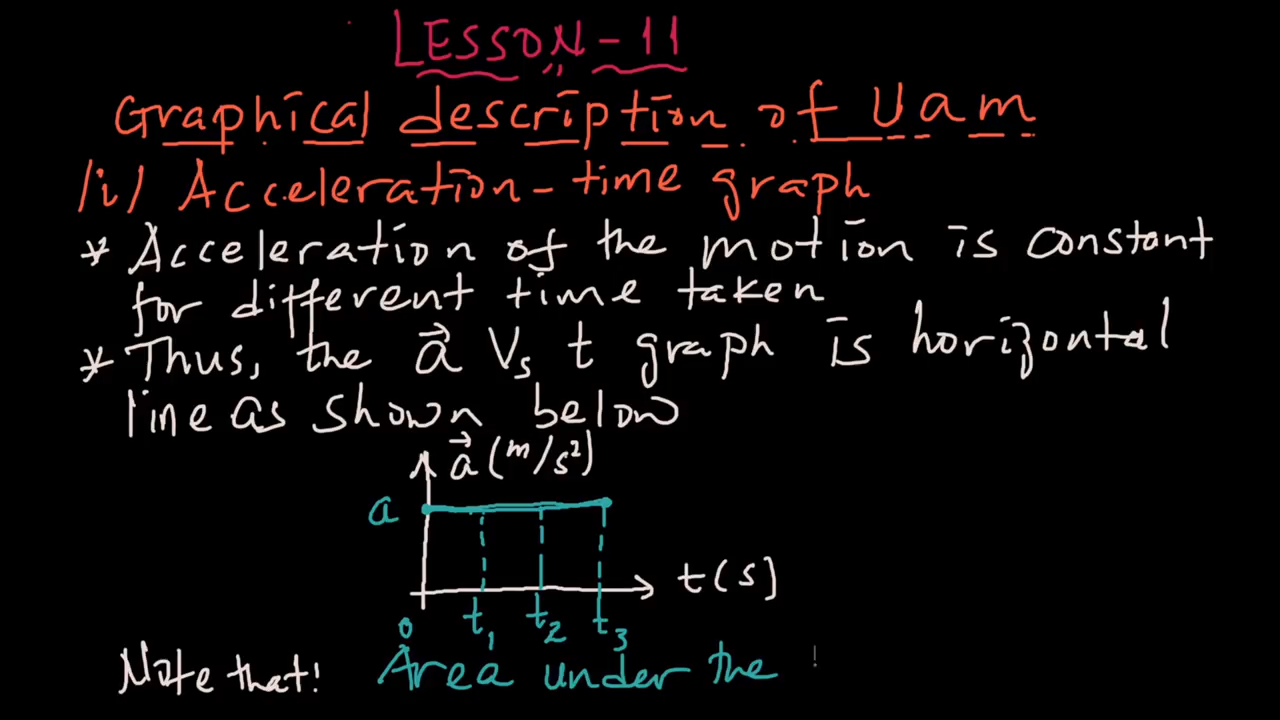 LESSON-11
Graphical description of Uam
(i) Acceleration-time graph
* Acceleration of the motion is constant
for different time taken
* Thus, the a⃗ Vs t graph is horizontal
line as shown below
a⃗ (m/s²)
a
t(s)
0 t₁ t₂ t₃
Note that! Area under the